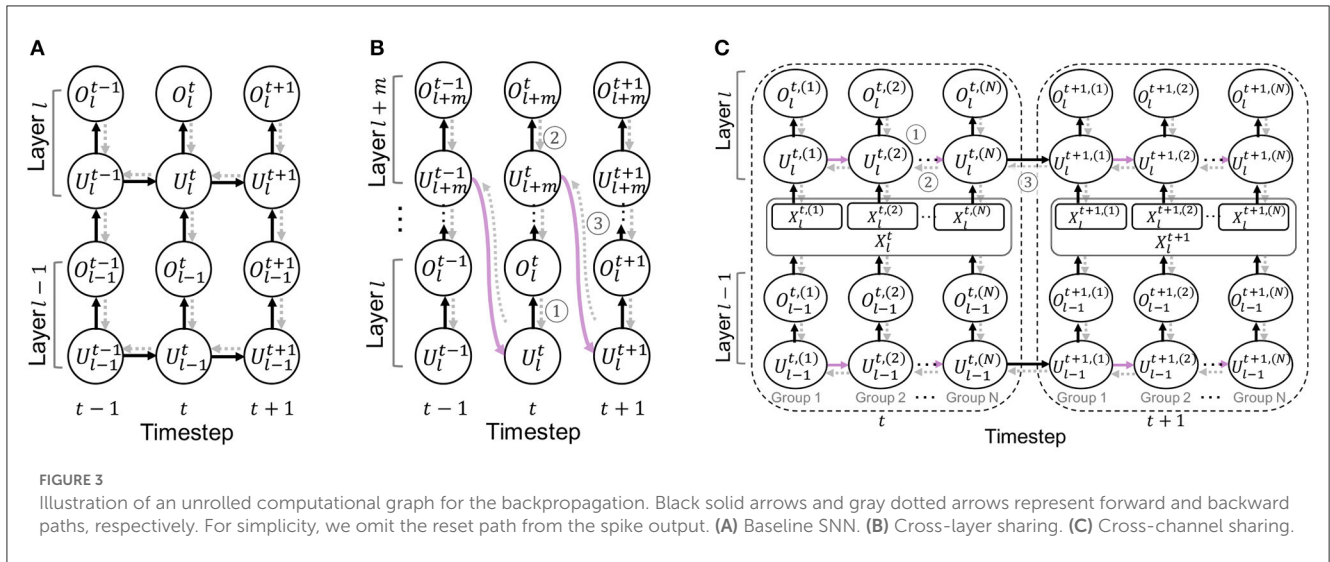 A
B
C
O_l^{t-1} O_l^t O_l^{t+1}
Layer l
U_l^{t-1} U_l^t U_l^{t+1}
O_{l-1}^{t-1} O_{l-1}^t O_{l-1}^{t+1}
Layer l − 1
U_{l-1}^{t-1} U_{l-1}^t U_{l-1}^{t+1}
t − 1 t t + 1
Timestep
O_{l+m}^{t-1} O_{l+m}^t O_{l+m}^{t+1}
Layer l + m
②
U_{l+m}^{t-1} U_{l+m}^t U_{l+m}^{t+1}
③
O_l^{t-1} O_l^t O_l^{t+1}
Layer l
①
U_l^{t-1} U_l^t U_l^{t+1}
t − 1 t t + 1
Timestep
O_l^{t,(1)} O_l^{t,(2)} O_l^{t,(N)} O_l^{t+1,(1)} O_l^{t+1,(2)} O_l^{t+1,(N)}
Layer l
①
U_l^{t,(1)} U_l^{t,(2)} ... U_l^{t,(N)} U_l^{t+1,(1)} U_l^{t+1,(2)} ... U_l^{t+1,(N)}
② ③
X_l^{t,(1)} X_l^{t,(2)} ... X_l^{t,(N)} X_l^{t+1,(1)} X_l^{t+1,(2)} ... X_l^{t+1,(N)}
X_l^t X_l^{t+1}
O_{l-1}^{t,(1)} O_{l-1}^{t,(2)} O_{l-1}^{t,(N)} O_{l-1}^{t+1,(1)} O_{l-1}^{t+1,(2)} O_{l-1}^{t+1,(N)}
Layer l − 1
U_{l-1}^{t,(1)} U_{l-1}^{t,(2)} ... U_{l-1}^{t,(N)} U_{l-1}^{t+1,(1)} U_{l-1}^{t+1,(2)} ... U_{l-1}^{t+1,(N)}
Group 1 Group 2 ... Group N Group 1 Group 2 ... Group N
t t + 1
Timestep
FIGURE 3
Illustration of an unrolled computational graph for the backpropagation. Black solid arrows and gray dotted arrows represent forward and backward
paths, respectively. For simplicity, we omit the reset path from the spike output. (A) Baseline SNN. (B) Cross-layer sharing. (C) Cross-channel sharing.